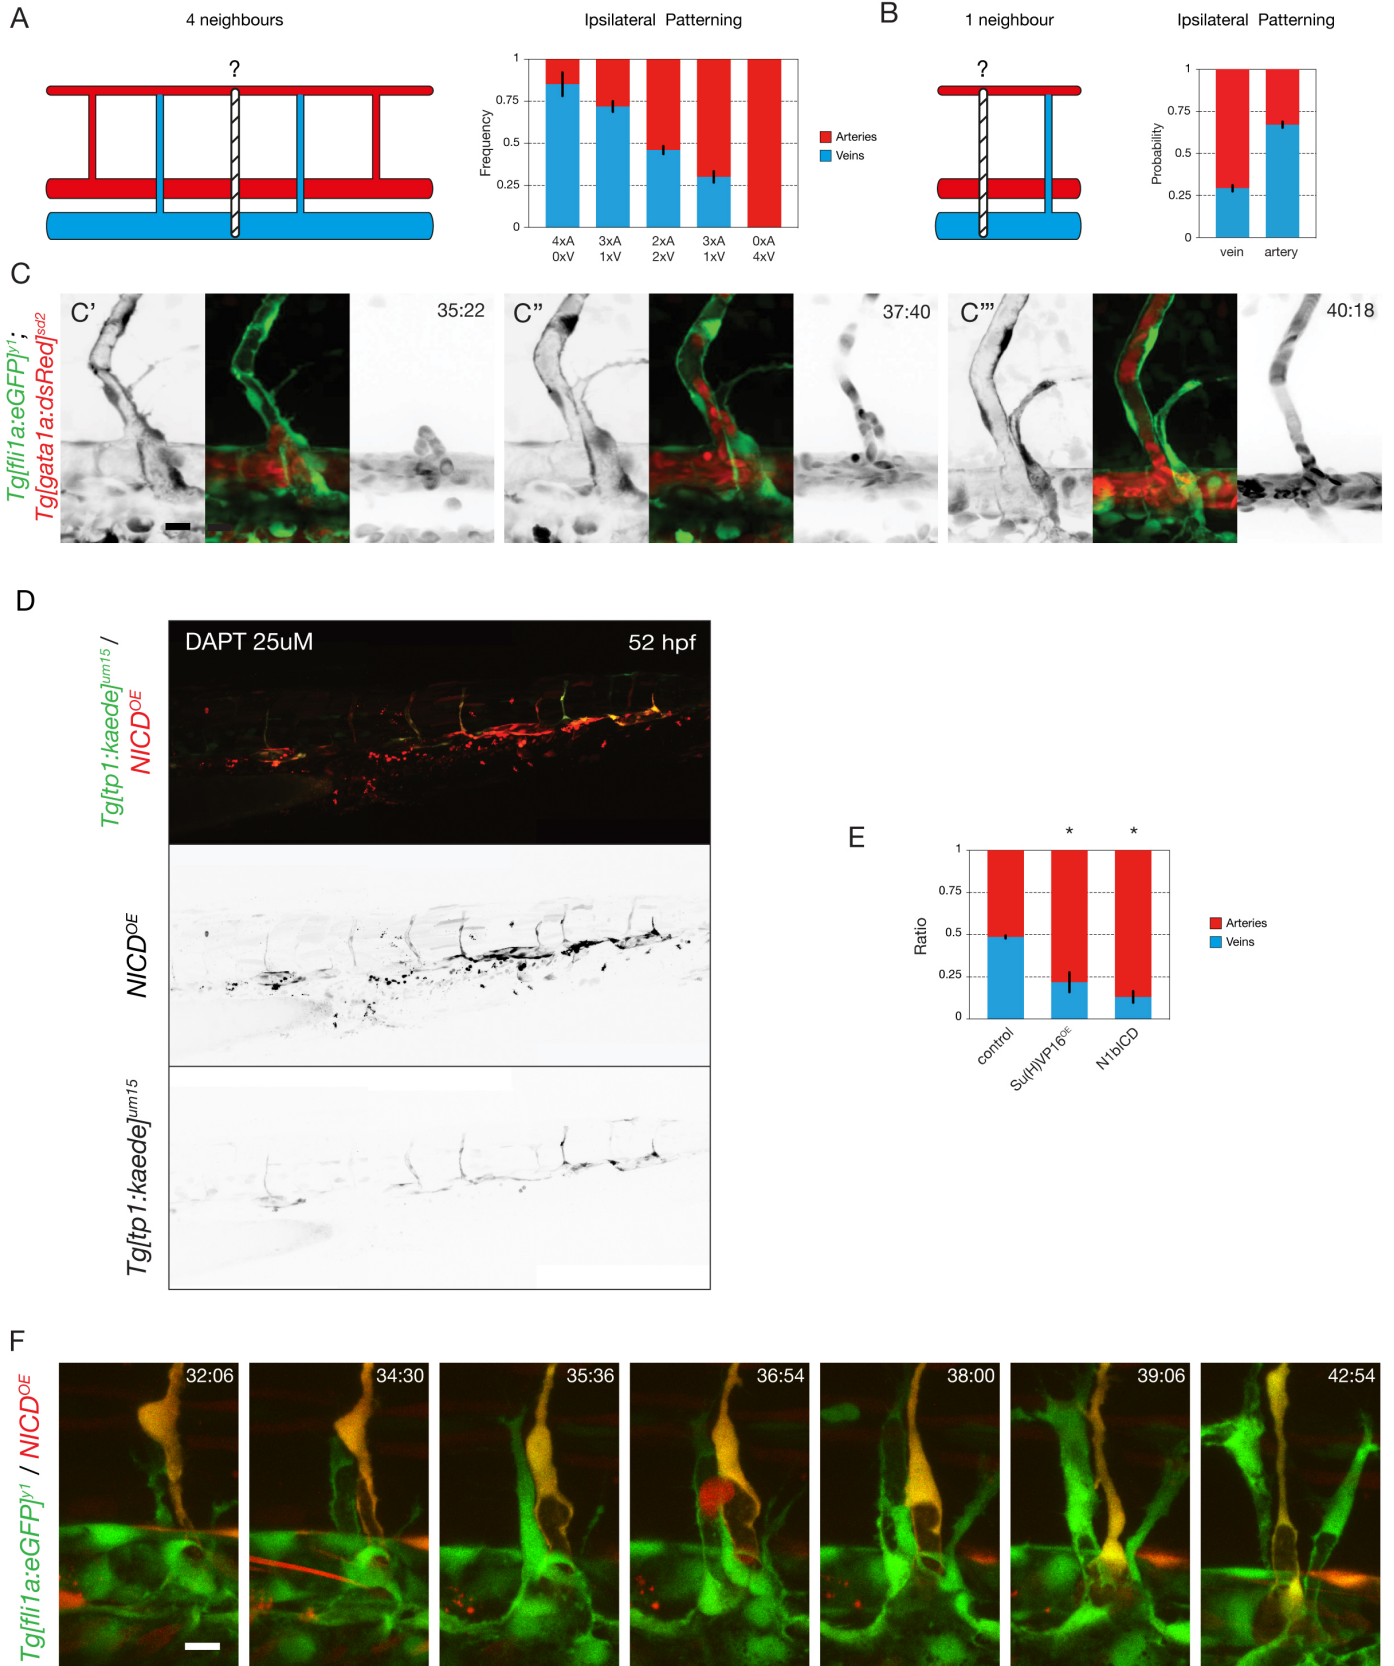 A
4 neighbours
Ipsilateral Patterning
?
1
0.75
0.5
0.25
0
Frequency
4xA 3xA 2xA 3xA 0xA
0xV 1xV 2xV 1xV 4xV
Arteries
Veins
B
1 neighbour
Ipsilateral Patterning
?
1
0.75
0.5
0.25
0
Probability
vein artery
C
Tg[fli1a:eGFP]y1;
Tg[gata1a:dsRed]sd2
C'
35:22
C''
37:40
C'''
40:18
D
Tg[tp1:kaede]um15 /
NICDOE
DAPT 25uM
52 hpf
NICDOE
Tg[tp1:kaede]um15
E
* *
1
0.75
0.5
0.25
0
Ratio
control
Su(H)VP16OE
N1bICD
Arteries
Veins
F
Tg[fli1a:eGFP]y1 / NICDOE
32:06
34:30
35:36
36:54
38:00
39:06
42:54